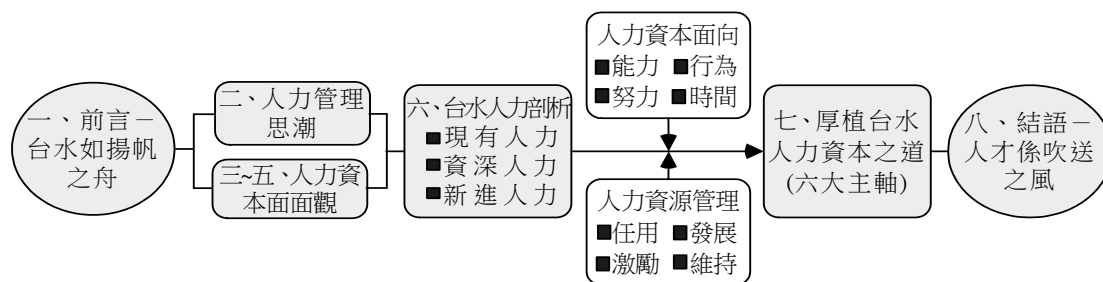 一、前言－
台水如揚帆
之舟
二、人力管理
思潮
三~五、人力資
本面面觀
六、台水人力剖析
■現有人力
■資深人力
■新進人力
人力資本面向
■能力 ■行為
■努力 ■時間
人力資源管理
■任用 ■發展
■激勵 ■維持
七、厚植台水
人力資本之道
(六大主軸)
八、結語－
人才係吹送
之風